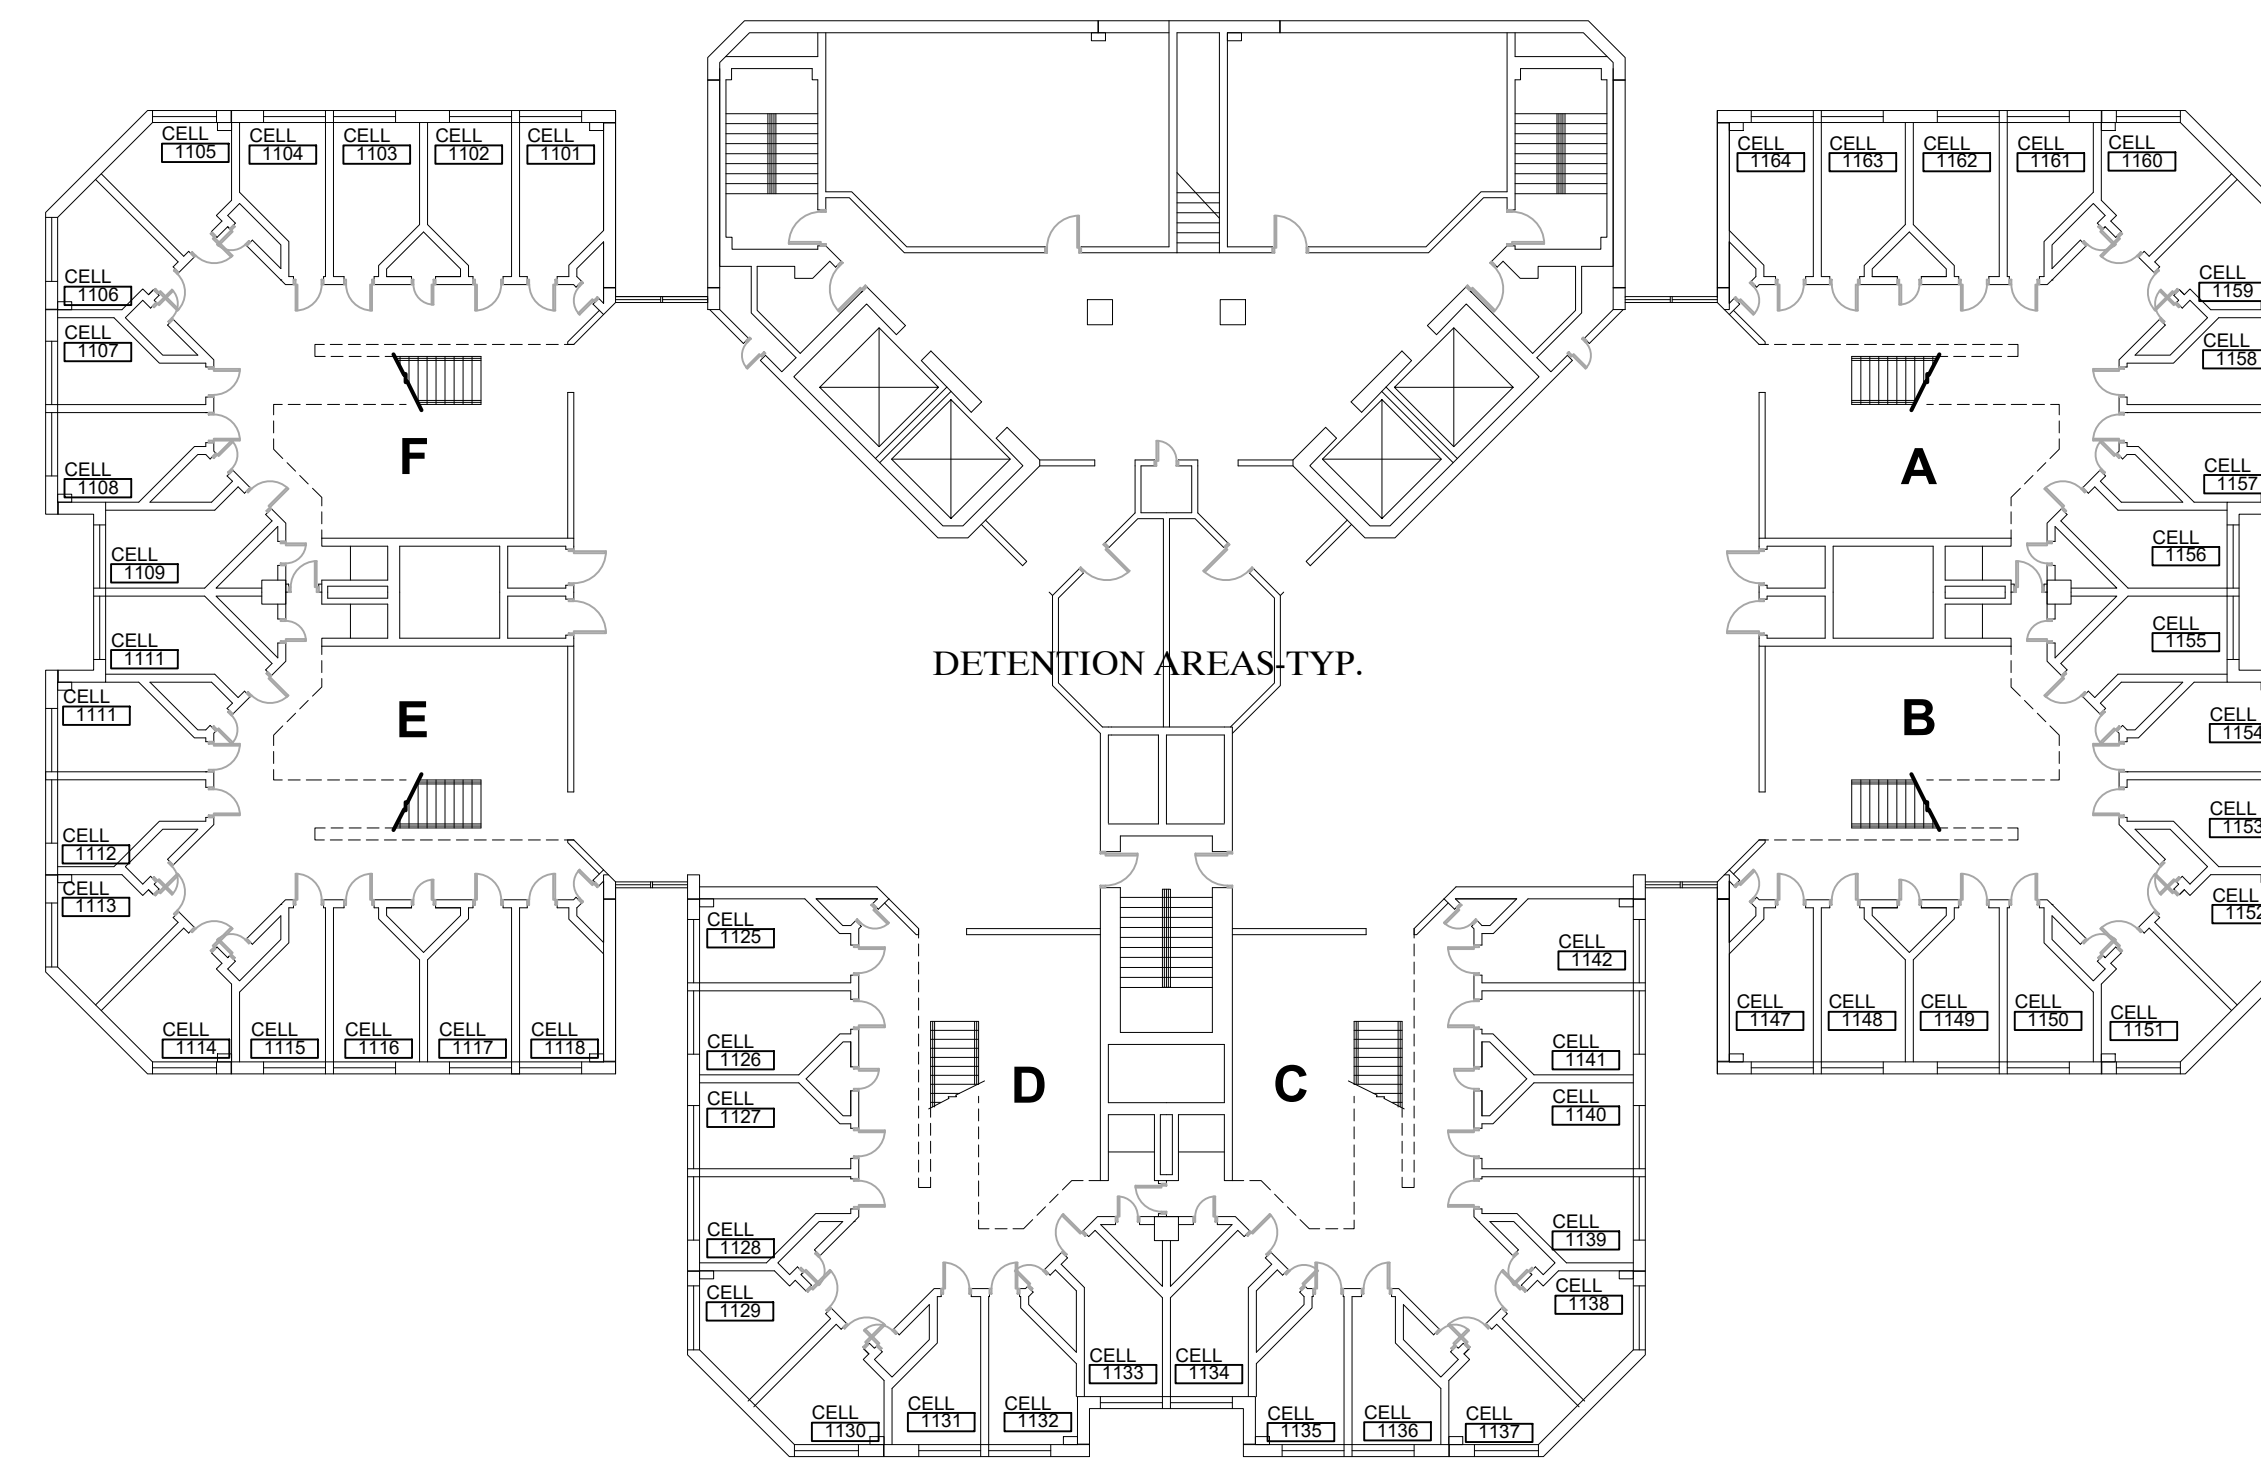 CELL
1105
CELL
1104
CELL
1103
CELL
1102
CELL
1101
CELL
1164
CELL
1163
CELL
1162
CELL
1161
CELL
1160
CELL
1106
CELL
1159
CELL
1107
CELL
1158
F
A
CELL
1108
CELL
1157
CELL
1109
CELL
1156
CELL
1111
DETENTION AREAS-TYP.
CELL
1155
CELL
1111
E
B
CELL
1154
CELL
1112
CELL
1153
CELL
1113
CELL
1152
CELL
1125
CELL
1142
CELL
1114
CELL
1115
CELL
1116
CELL
1117
CELL
1118
CELL
1147
CELL
1148
CELL
1149
CELL
1150
CELL
1151
CELL
1126
CELL
1141
D
C
CELL
1127
CELL
1140
CELL
1128
CELL
1139
CELL
1129
CELL
1138
CELL
1133
CELL
1134
CELL
1130
CELL
1131
CELL
1132
CELL
1135
CELL
1136
CELL
1137